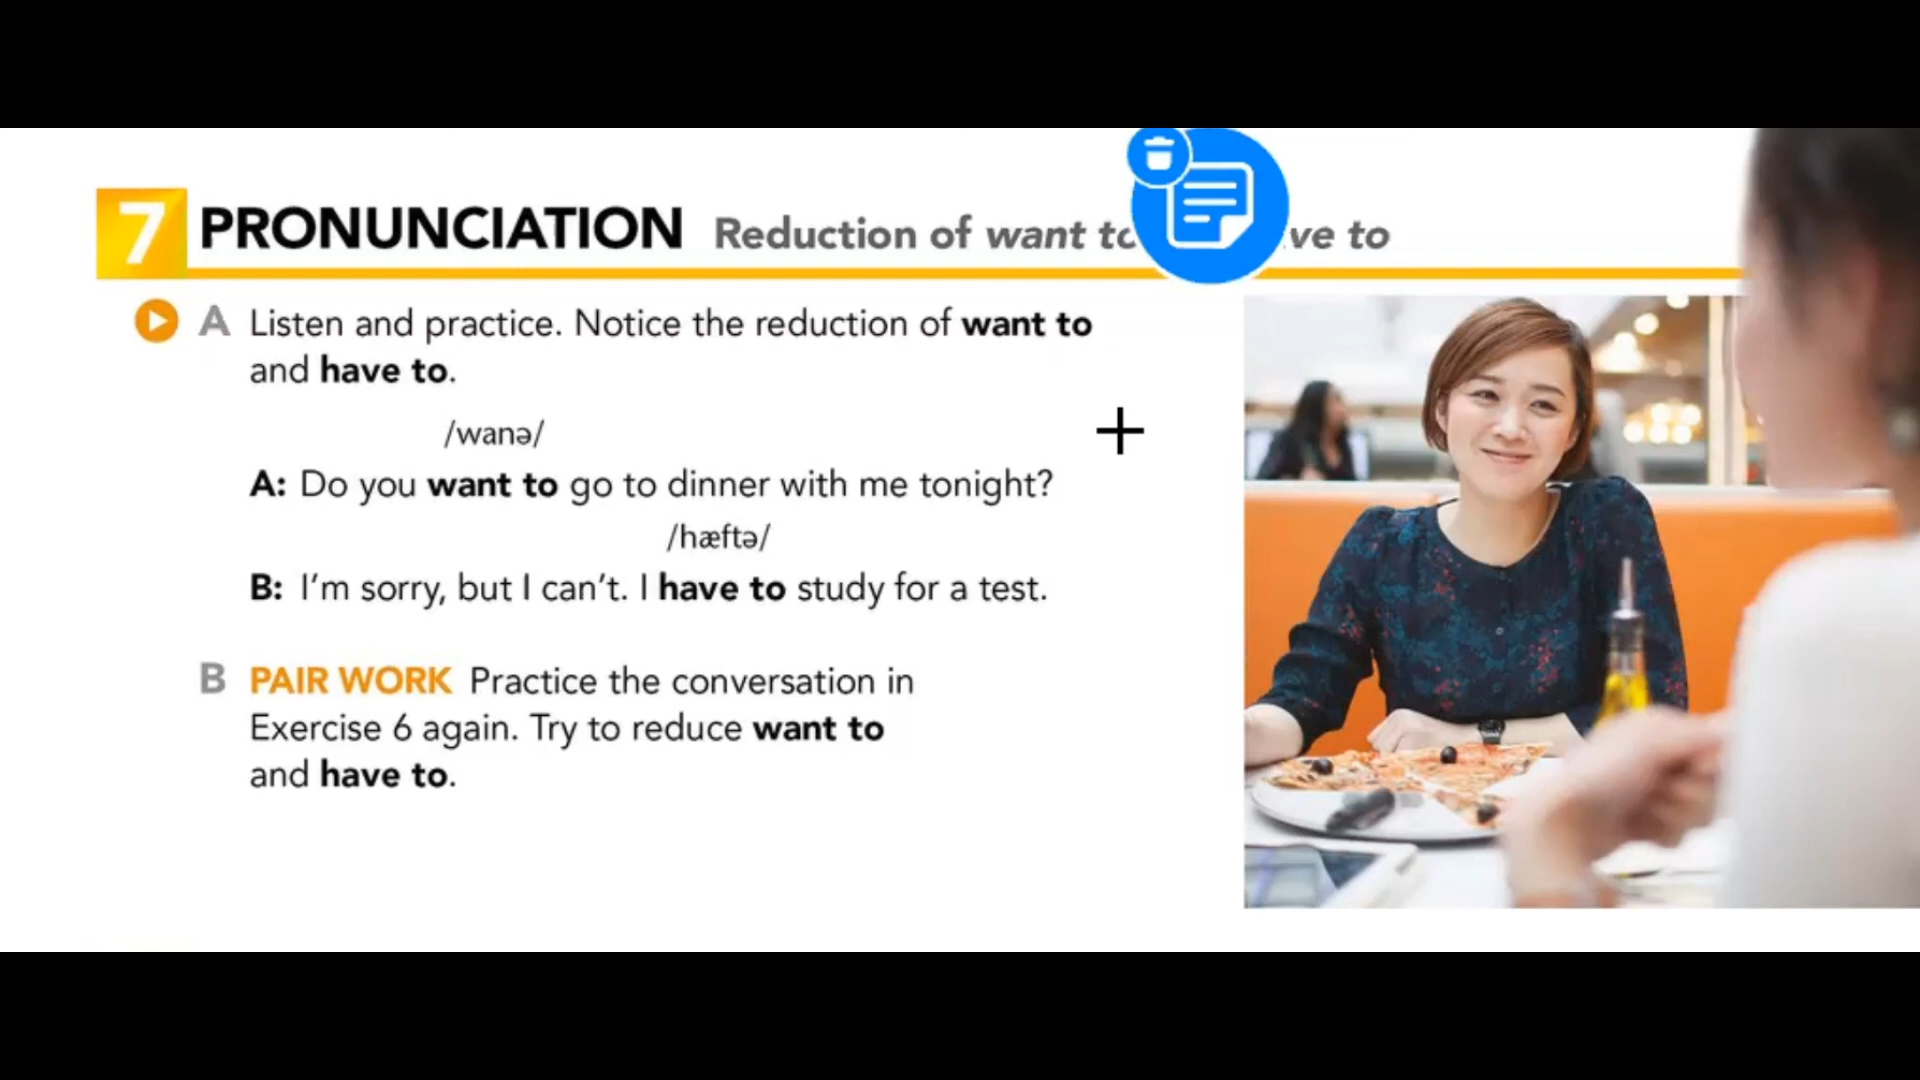 7 PRONUNCIATION Reduction of want to
A Listen and practice. Notice the reduction of want to
and have to.
/wanə/
A: Do you want to go to dinner with me tonight?
/hæftə/
B: I'm sorry, but I can't. I have to study for a test.
B PAIR WORK Practice the conversation in
Exercise 6 again. Try to reduce want to
and have to.